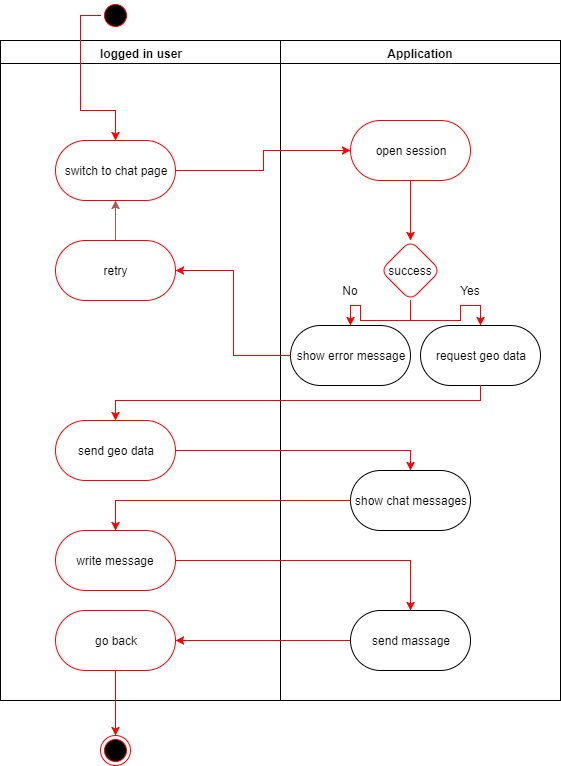 logged in user
Application
switch to chat page
open session
retry
success
No
Yes
show error message
request geo data
send geo data
show chat messages
write message
go back
send massage